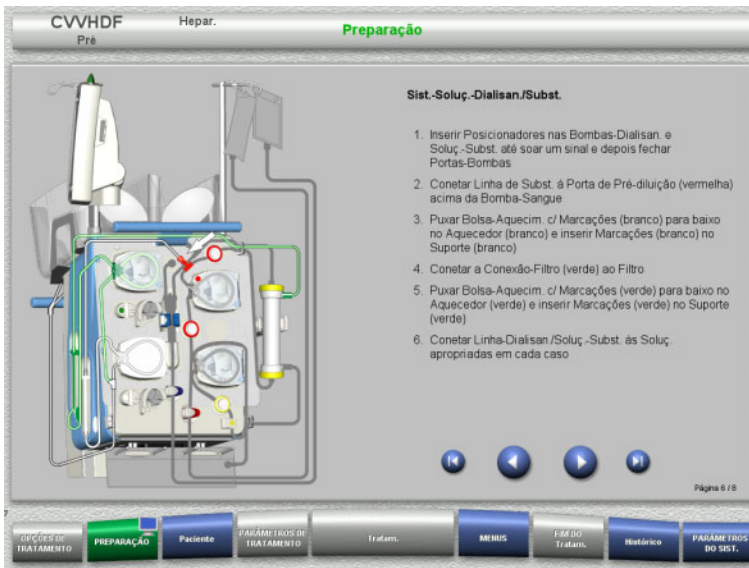 CVVHDF
Hepar.
Pré
Preparação
Sist.-Soluç.-Dialisan./Subst.
1. Inserir Posicionadores nas Bombas-Dialisan. e
Soluç.-Subst. até soar um sinal e depois fechar
Portas-Bombas
2. Conetar Linha de Subst. á Porta de Pré-diluição (vermelha)
acima da Bomba-Sangue
3. Puxar Bolsa-Aquecim. c/ Marcações (branco) para baixo
no Aquecedor (branco) e inserir Marcações (branco) no
Suporte (branco)
4. Conetar a Conexão-Filtro (verde) ao Filtro
5. Puxar Bolsa-Aquecim. c/ Marcações (verde) para baixo no
Aquecedor (verde) e inserir Marcações (verde) no Suporte
(verde)
6. Conetar Linha-Dialisan./Soluç.-Subst. ás Soluç.
apropriadas em cada caso
Página 6 / 8
OPÇÕES DE
TRATAMENTO
PREPARAÇÃO
Paciente
PARÂMETROS DE
TRATAMENTO
Tratam.
MENUS
FIM DO
Tratam.
Histórico
PARÁMETROS
DO SIST.